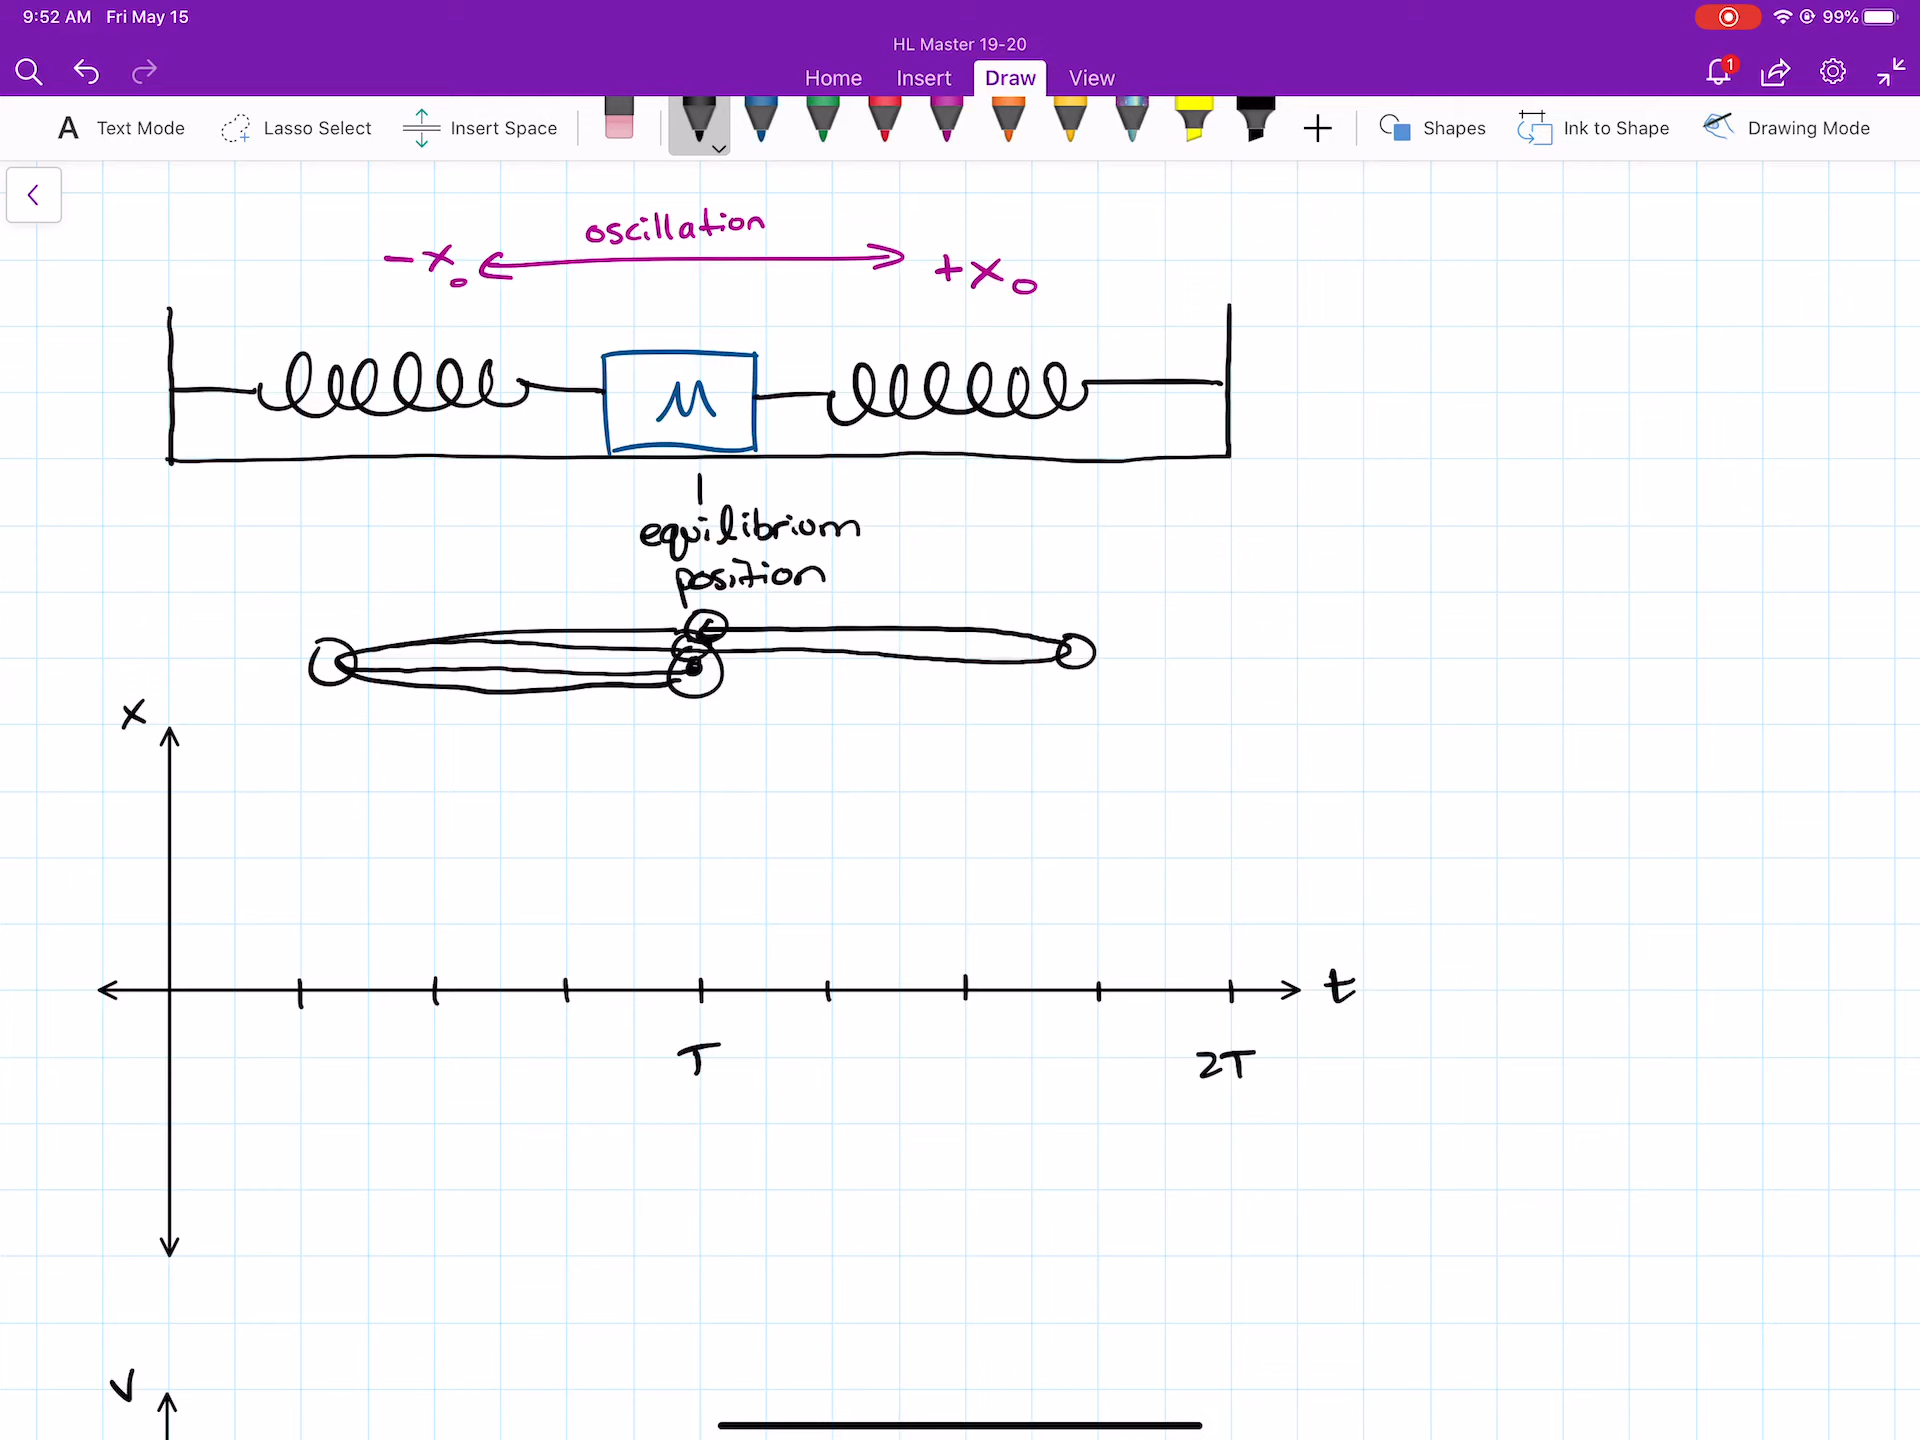 9:52 AM Fri May 15
99%
HL Master 19-20
Home Insert Draw View
1
A Text Mode Lasso Select Insert Space Shapes Ink to Shape Drawing Mode
oscillation
-x₀ +x₀
M
equilibrium
position
x
t
T 2T
v